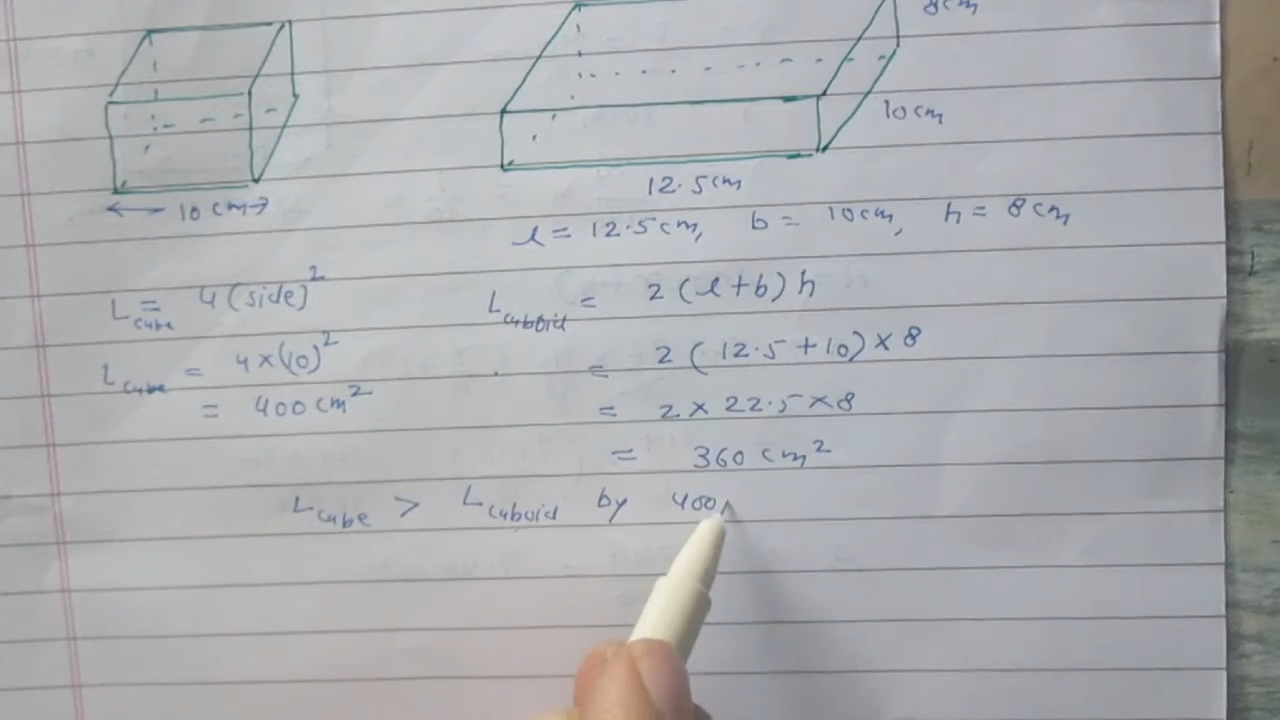 8cm
10cm
10 cm
12.5cm
l = 12.5cm, b = 10cm, h = 8cm
L cube = 4(side)²
L cuboid = 2(l+b)h
L cube = 4×(10)²
= 2(12.5+10)×8
= 400 cm²
= 2×22.5×8
= 360 cm²
L cube > L cuboid by 400